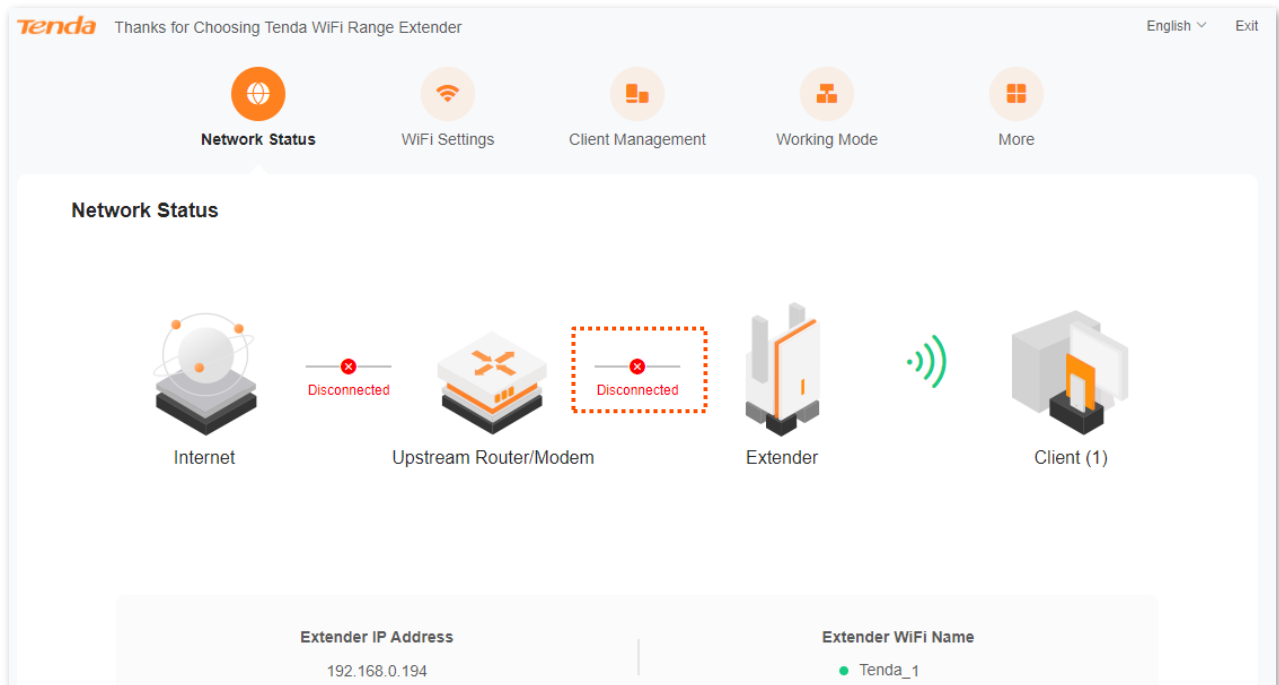 Tenda Thanks for Choosing Tenda WiFi Range Extender English Exit
Network Status WiFi Settings Client Management Working Mode More
Network Status
Disconnected Disconnected
Internet Upstream Router/Modem Extender Client (1)
Extender IP Address Extender WiFi Name
192.168.0.194 Tenda_1